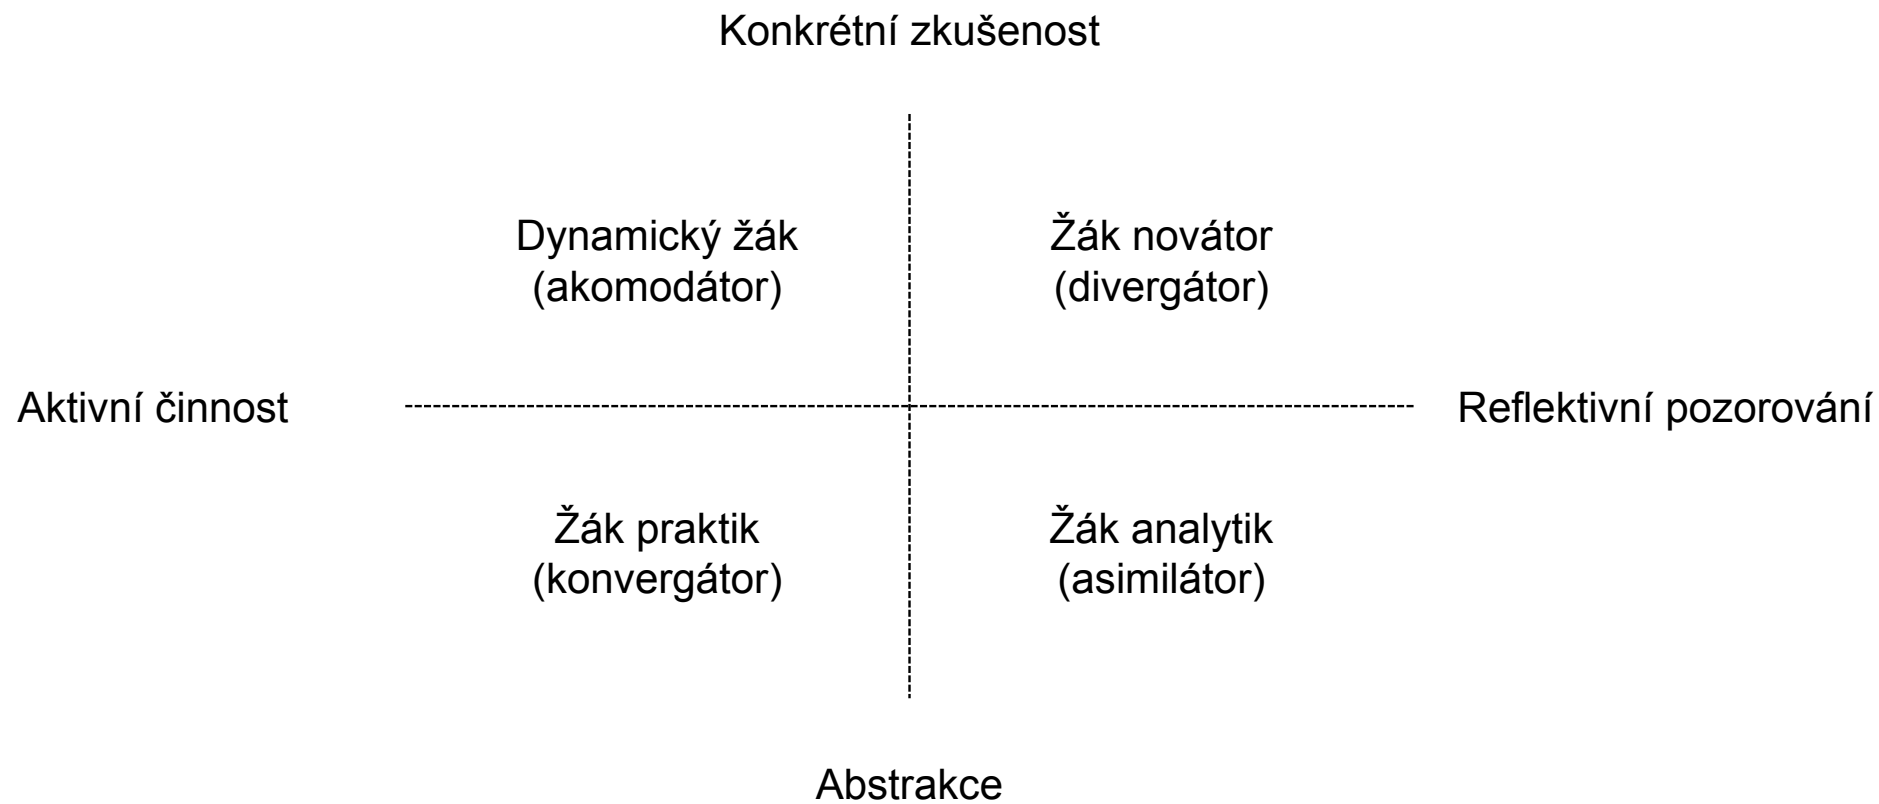 Konkrétní zkušenost
Dynamický žák
(akomodátor)
Žák novátor
(divergátor)
Aktivní činnost
Reflektivní pozorování
Žák praktik
(konvergátor)
Žák analytik
(asimilátor)
Abstrakce